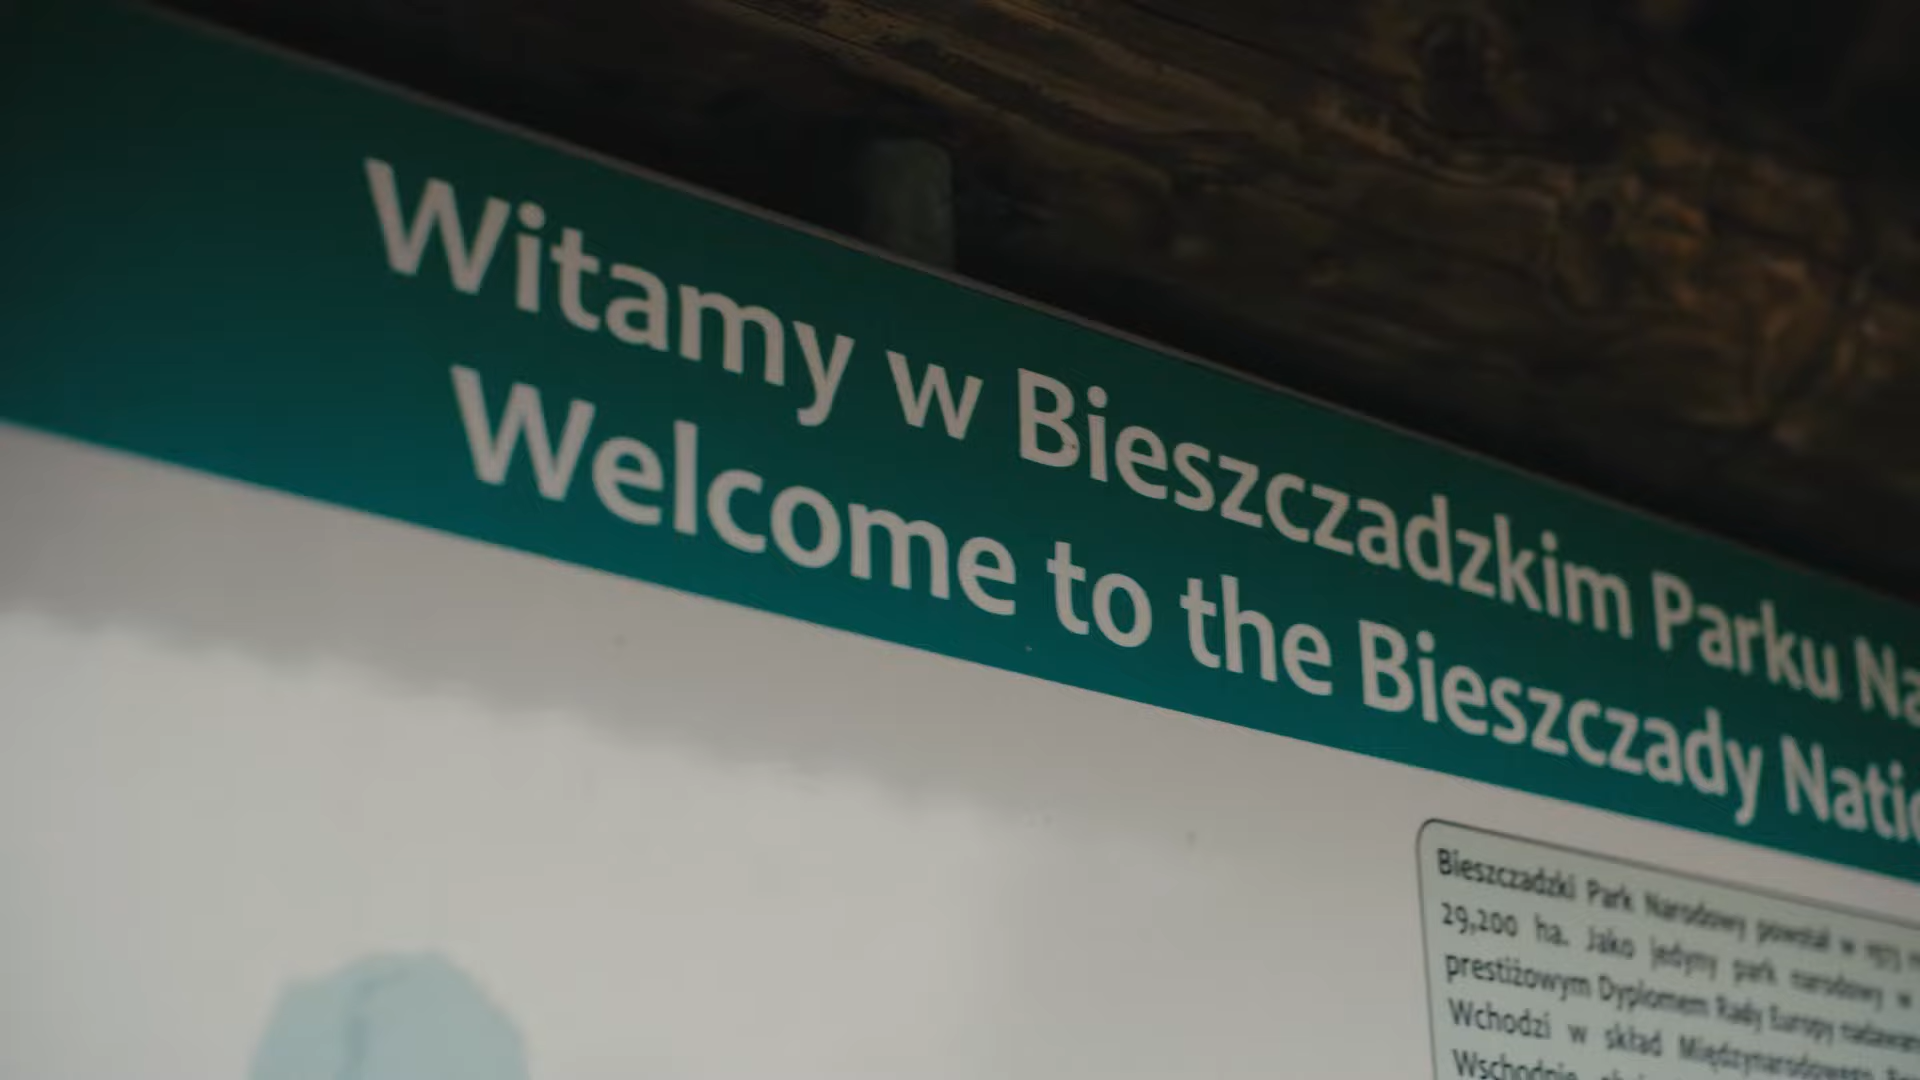 Witamy w Bieszczadzkim Parku Na
Welcome to the Bieszczady Natio
Bieszczadzki Park Narodowy powstał w 1973
29,200 ha. Jako jedyny park narodowy w
prestiżowym Dyplomem Rady Europy
Wchodzi w skład Międzynarodowego
Wschodnie